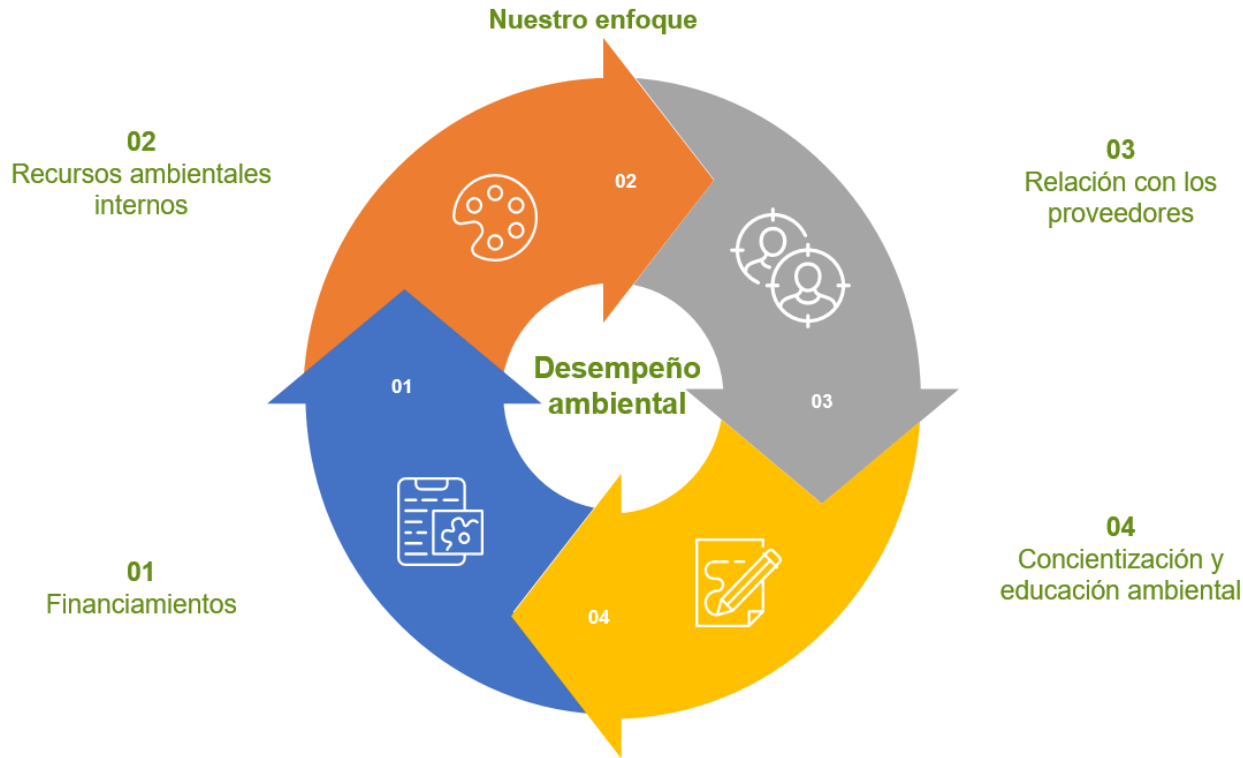 Nuestro enfoque
02
Recursos ambientales
internos
03
Relación con los
proveedores
02
Desempeño
ambiental
01
03
04
01
Financiamientos
04
Concientización y
educación ambiental